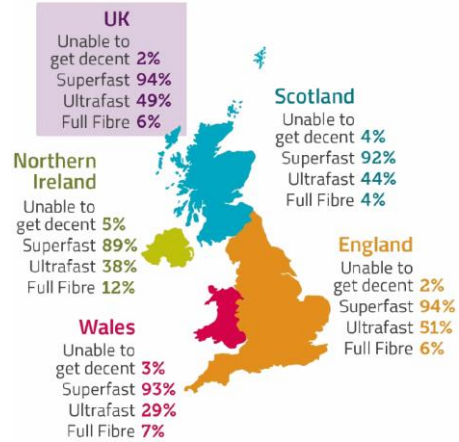 UK
Unable to
get decent 2%
Superfast 94%
Ultrafast 49%
Full Fibre 6%
Scotland
Unable to
get decent 4%
Superfast 92%
Ultrafast 44%
Full Fibre 4%
Northern
Ireland
Unable to
get decent 5%
Superfast 89%
Ultrafast 38%
Full Fibre 12%
England
Unable to
get decent 2%
Superfast 94%
Ultrafast 51%
Full Fibre 6%
Wales
Unable to
get decent 3%
Superfast 93%
Ultrafast 29%
Full Fibre 7%